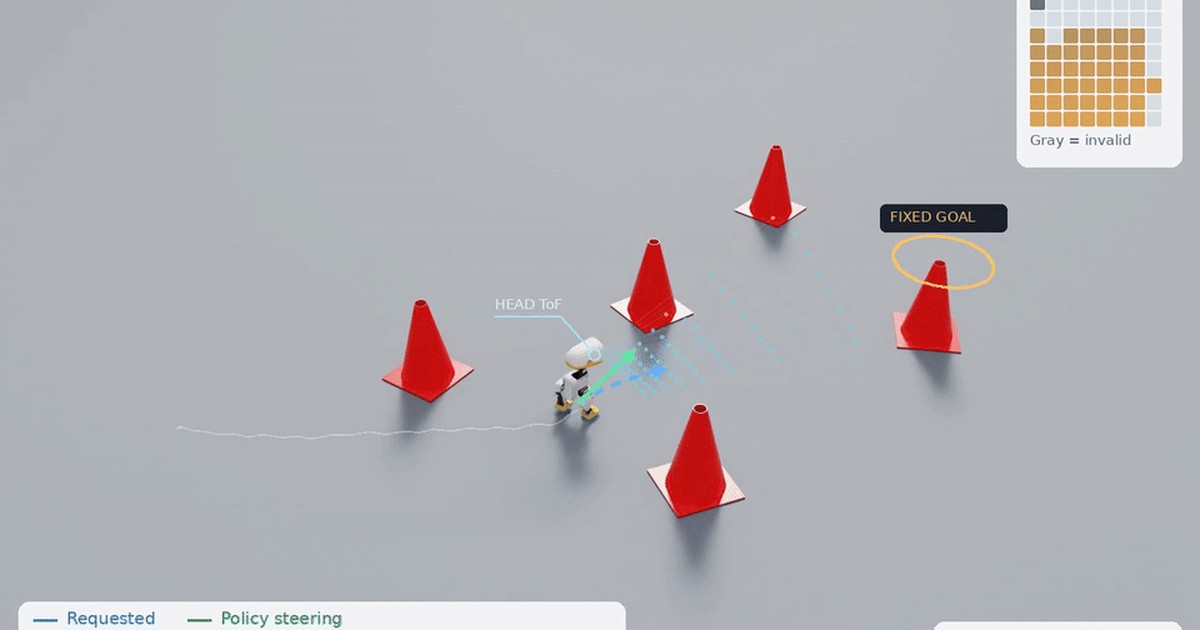 Gray = invalid
FIXED GOAL
HEAD ToF
Requested
Policy steering